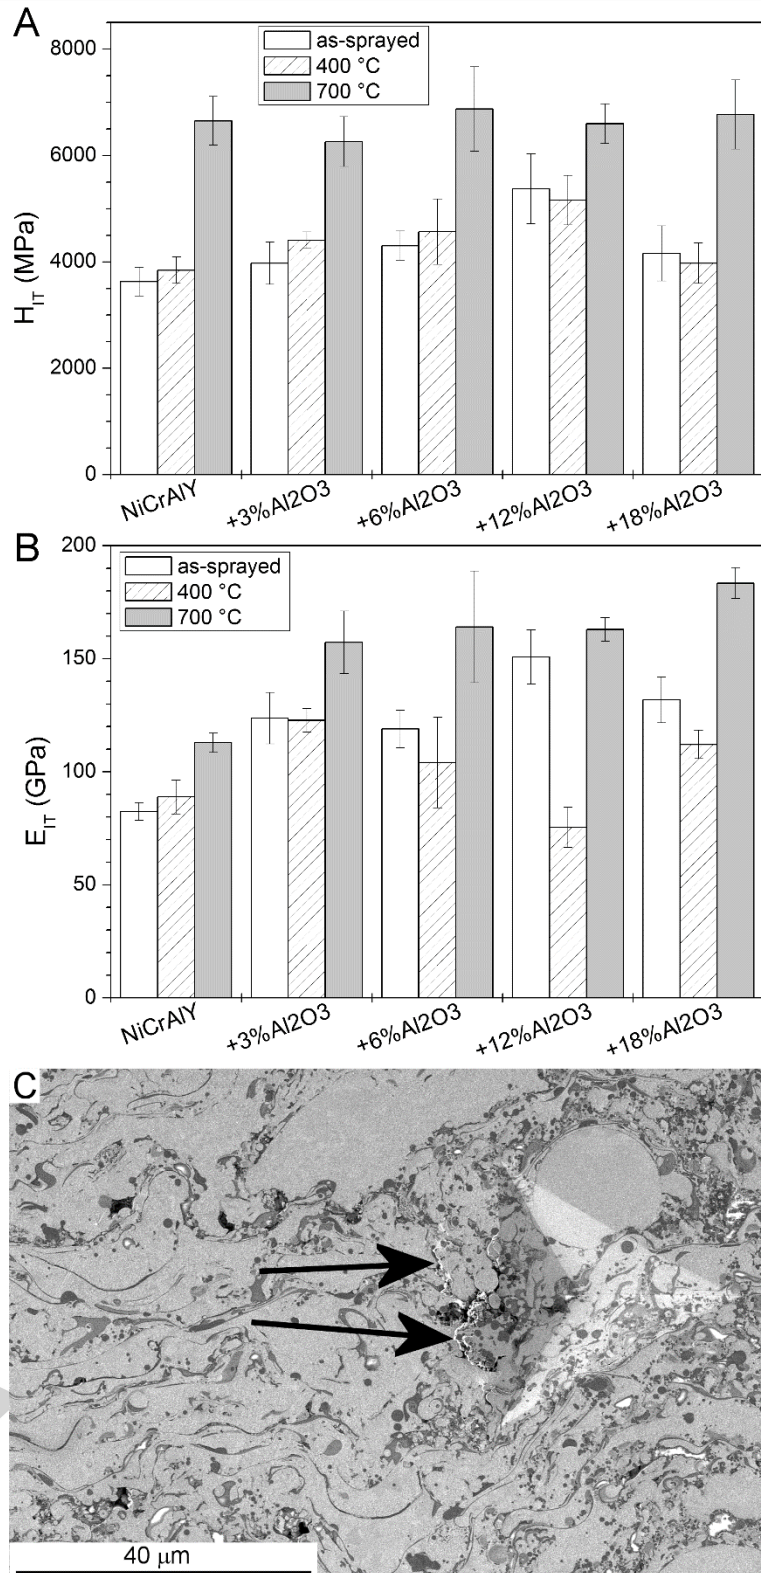 A
8000
6000
4000
2000
0
H_IT (MPa)
as-sprayed
400 °C
700 °C
NiCrAlY
+3%Al2O3
+6%Al2O3
+12%Al2O3
+18%Al2O3
B
200
150
100
50
0
E_IT (GPa)
as-sprayed
400 °C
700 °C
NiCrAlY
+3%Al2O3
+6%Al2O3
+12%Al2O3
+18%Al2O3
C
40 μm